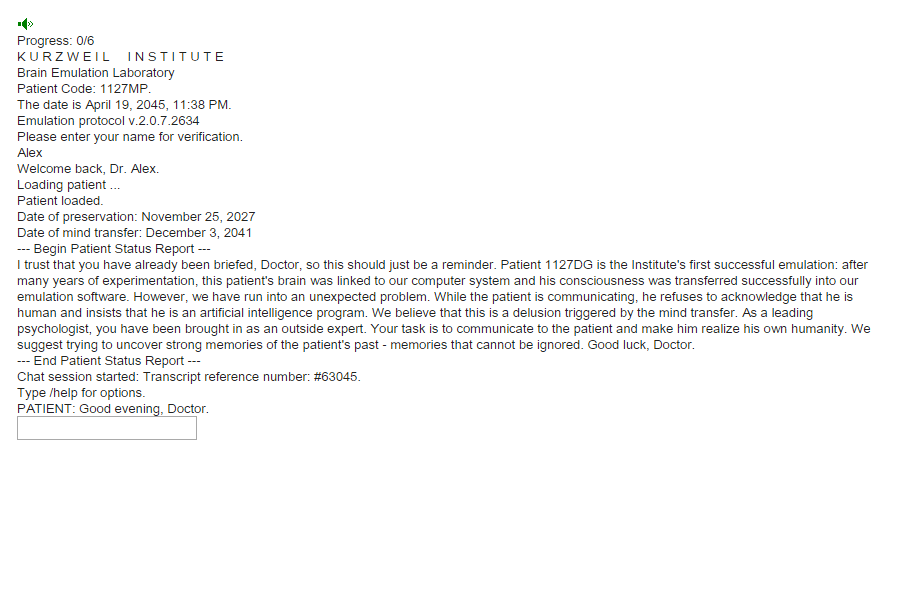 Progress: 0/6
KURZWEIL INSTITUTE
Brain Emulation Laboratory
Patient Code: 1127MP.
The date is April 19, 2045, 11:38 PM.
Emulation protocol v.2.0.7.2634
Please enter your name for verification.
Alex
Welcome back, Dr. Alex.
Loading patient ...
Patient loaded.
Date of preservation: November 25, 2027
Date of mind transfer: December 3, 2041
--- Begin Patient Status Report ---
I trust that you have already been briefed, Doctor, so this should just be a reminder. Patient 1127DG is the Institute's first successful emulation: after
many years of experimentation, this patient's brain was linked to our computer system and his consciousness was transferred successfully into our
emulation software. However, we have run into an unexpected problem. While the patient is communicating, he refuses to acknowledge that he is
human and insists that he is an artificial intelligence program. We believe that this is a delusion triggered by the mind transfer. As a leading
psychologist, you have been brought in as an outside expert. Your task is to communicate to the patient and make him realize his own humanity. We
suggest trying to uncover strong memories of the patient's past - memories that cannot be ignored. Good luck, Doctor.
--- End Patient Status Report ---
Chat session started: Transcript reference number: #63045.
Type /help for options.
PATIENT: Good evening, Doctor.